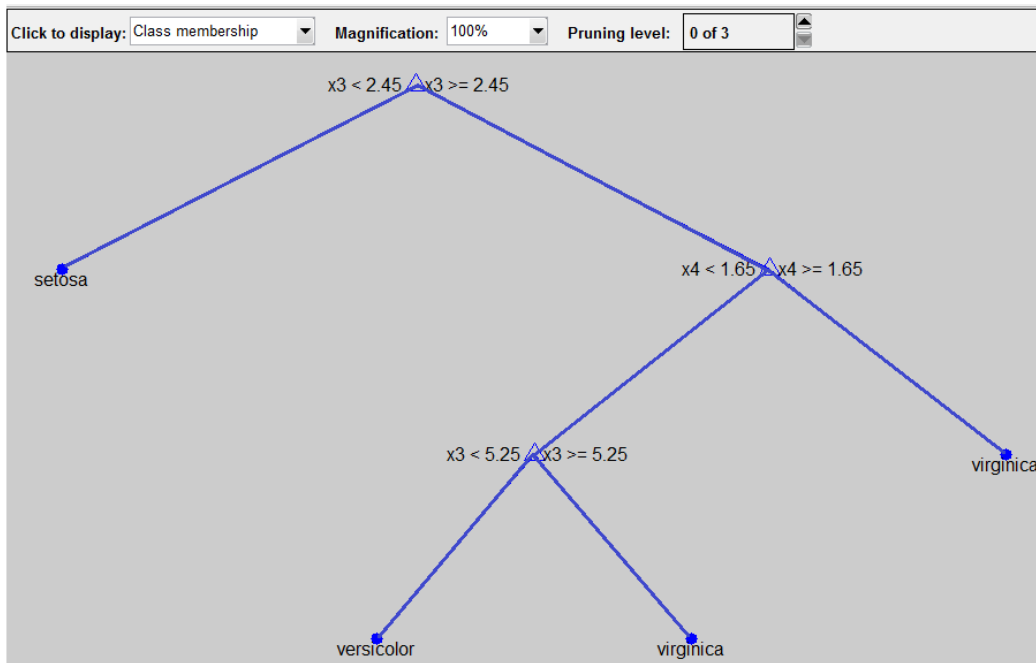 Click to display: Class membership Magnification: 100% Pruning level: 0 of 3
x3 < 2.45 x3 >= 2.45
setosa
x4 < 1.65 x4 >= 1.65
x3 < 5.25 x3 >= 5.25
virginica
versicolor
virginica